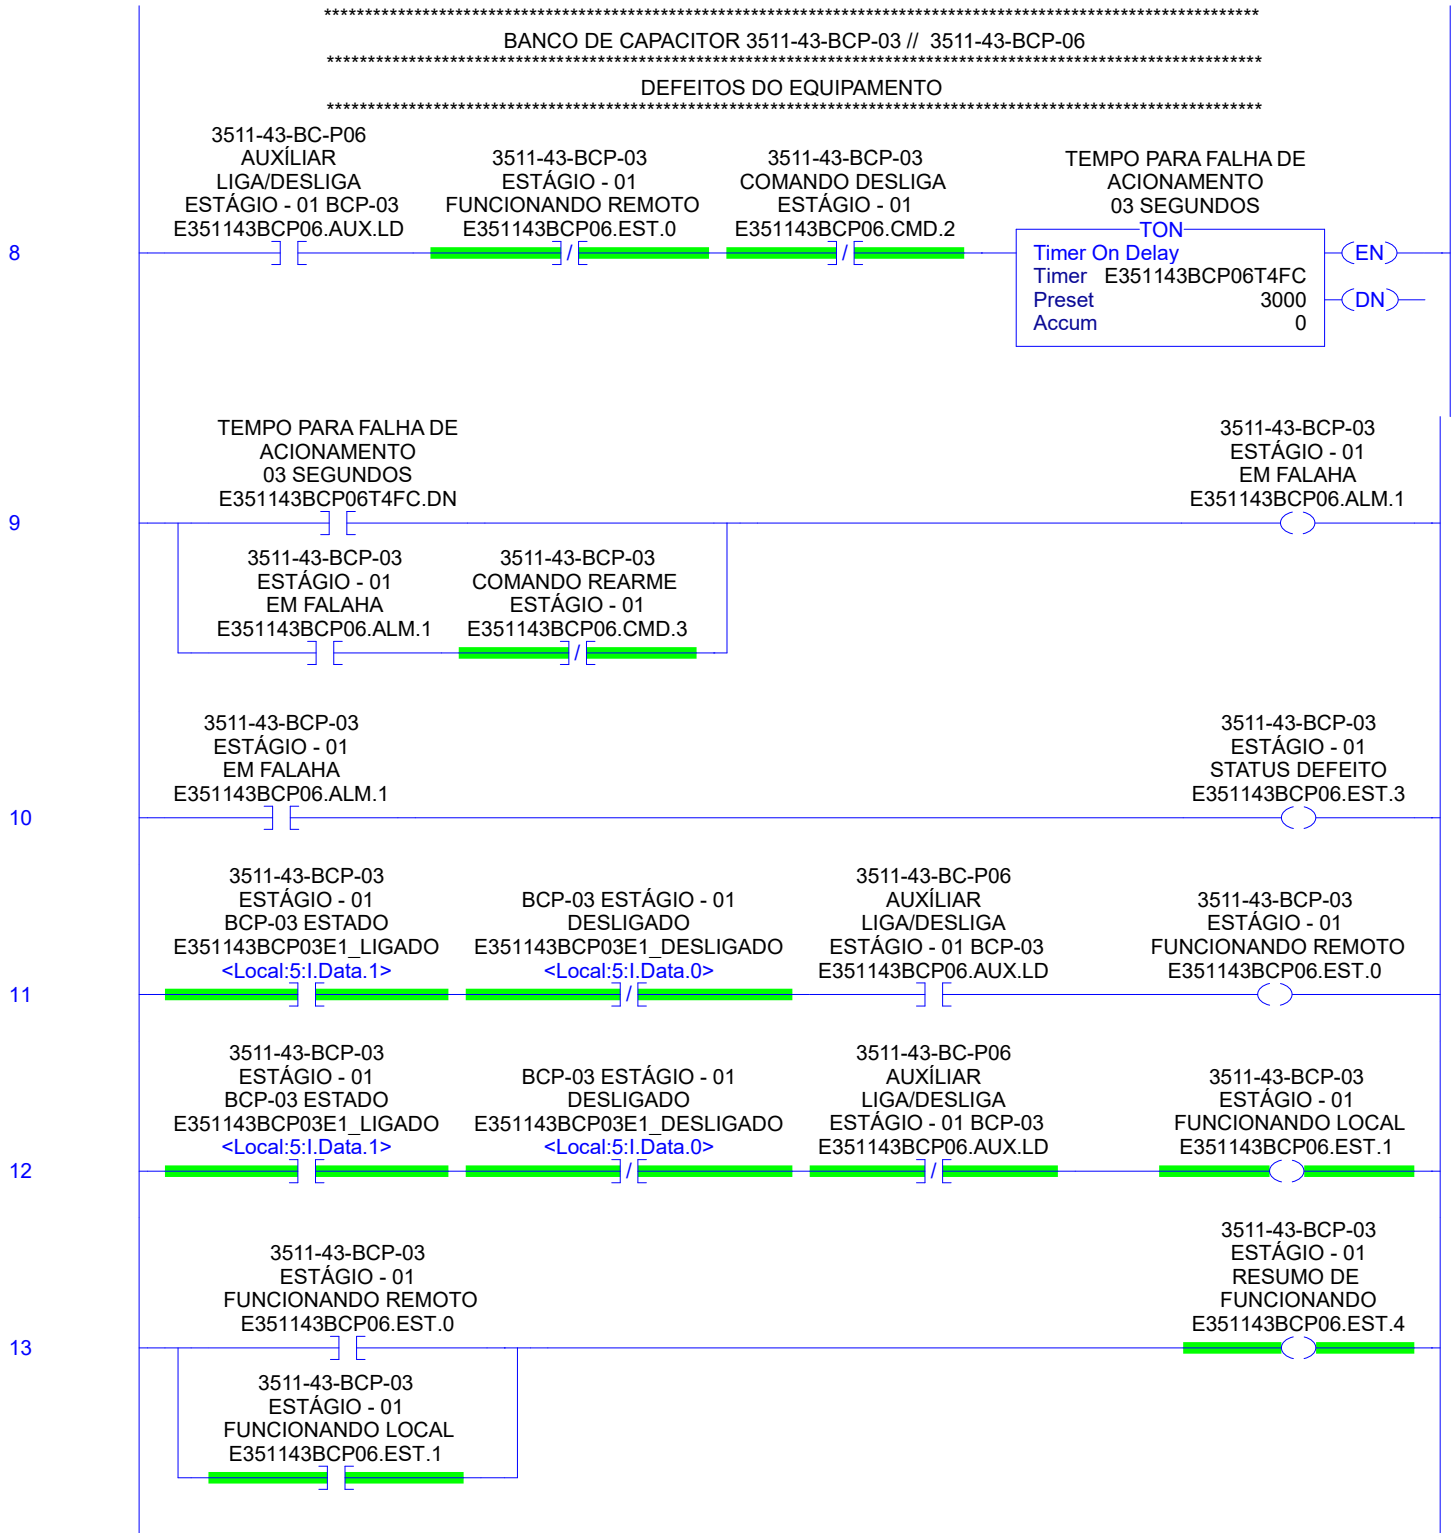 ****************************************************************************************************************
BANCO DE CAPACITOR 3511-43-BCP-03 // 3511-43-BCP-06
****************************************************************************************************************
DEFEITOS DO EQUIPAMENTO
****************************************************************************************************************
8
3511-43-BC-P06
AUXÍLIAR
LIGA/DESLIGA
ESTÁGIO - 01 BCP-03
E351143BCP06.AUX.LD
3511-43-BCP-03
ESTÁGIO - 01
FUNCIONANDO REMOTO
E351143BCP06.EST.0
/
3511-43-BCP-03
COMANDO DESLIGA
ESTÁGIO - 01
E351143BCP06.CMD.2
/
TEMPO PARA FALHA DE
ACIONAMENTO
03 SEGUNDOS
TON
Timer On Delay
Timer E351143BCP06T4FC
Preset 3000
Accum 0
EN
DN
9
TEMPO PARA FALHA DE
ACIONAMENTO
03 SEGUNDOS
E351143BCP06T4FC.DN
3511-43-BCP-03
ESTÁGIO - 01
EM FALAHA
E351143BCP06.ALM.1
3511-43-BCP-03
ESTÁGIO - 01
EM FALAHA
E351143BCP06.ALM.1
3511-43-BCP-03
COMANDO REARME
ESTÁGIO - 01
E351143BCP06.CMD.3
/
10
3511-43-BCP-03
ESTÁGIO - 01
EM FALAHA
E351143BCP06.ALM.1
3511-43-BCP-03
ESTÁGIO - 01
STATUS DEFEITO
E351143BCP06.EST.3
11
3511-43-BCP-03
ESTÁGIO - 01
BCP-03 ESTADO
E351143BCP03E1_LIGADO
<Local:5:I.Data.1>
BCP-03 ESTÁGIO - 01
DESLIGADO
E351143BCP03E1_DESLIGADO
<Local:5:I.Data.0>
/
3511-43-BC-P06
AUXÍLIAR
LIGA/DESLIGA
ESTÁGIO - 01 BCP-03
E351143BCP06.AUX.LD
3511-43-BCP-03
ESTÁGIO - 01
FUNCIONANDO REMOTO
E351143BCP06.EST.0
12
3511-43-BCP-03
ESTÁGIO - 01
BCP-03 ESTADO
E351143BCP03E1_LIGADO
<Local:5:I.Data.1>
BCP-03 ESTÁGIO - 01
DESLIGADO
E351143BCP03E1_DESLIGADO
<Local:5:I.Data.0>
/
3511-43-BC-P06
AUXÍLIAR
LIGA/DESLIGA
ESTÁGIO - 01 BCP-03
E351143BCP06.AUX.LD
/
3511-43-BCP-03
ESTÁGIO - 01
FUNCIONANDO LOCAL
E351143BCP06.EST.1
13
3511-43-BCP-03
ESTÁGIO - 01
FUNCIONANDO REMOTO
E351143BCP06.EST.0
3511-43-BCP-03
ESTÁGIO - 01
RESUMO DE
FUNCIONANDO
E351143BCP06.EST.4
3511-43-BCP-03
ESTÁGIO - 01
FUNCIONANDO LOCAL
E351143BCP06.EST.1